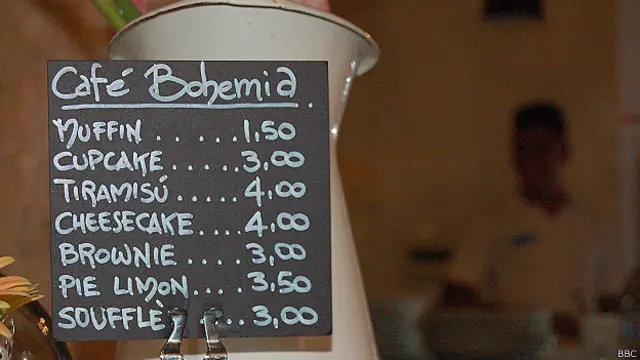 Café Bohemia
MUFFIN......1,50
CUPCAKE.....3,00
TIRAMISÚ.....4,00
CHEESECAKE....4,00
BROWNIE....3,00
PIE LIMON....3,50
SOUFFLÈ....3,00
BBC